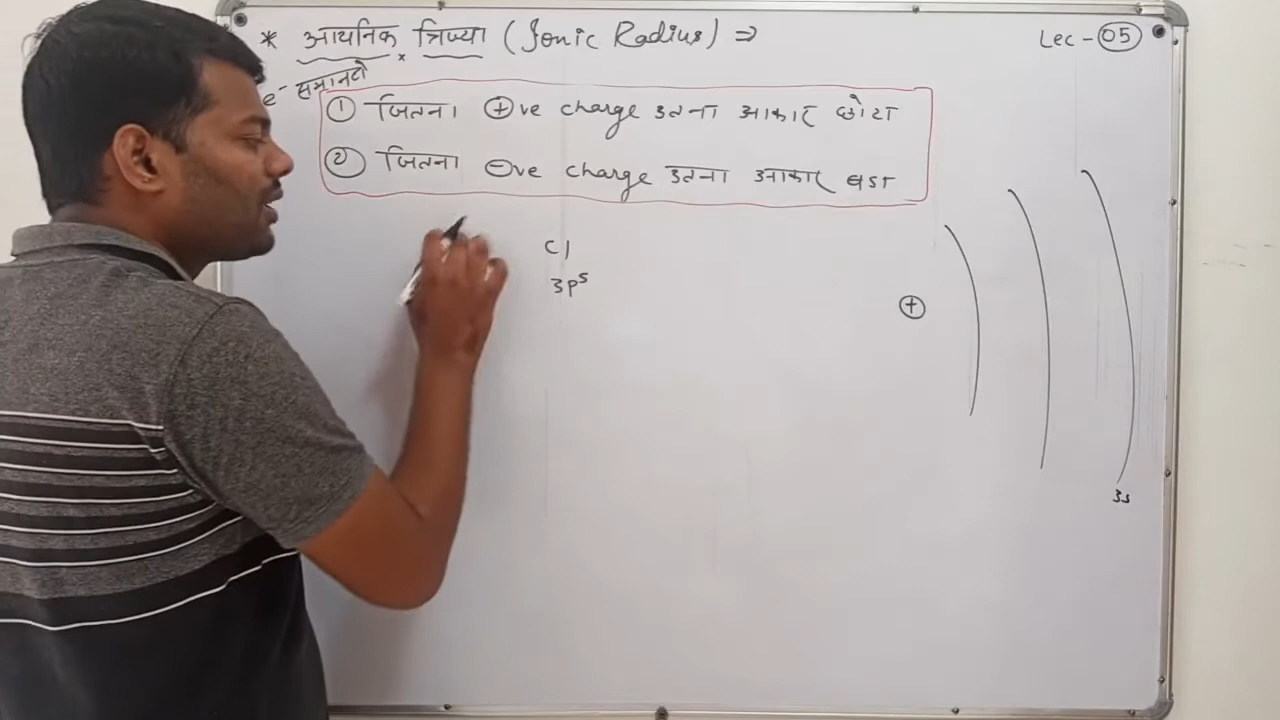 * आयनिक त्रिज्या (Ionic Radius) ⇒
Lec - 05
e⁻ समानटो
① जितना ⊕ve charge उतना आकार छोटा
② जितना ⊖ve charge उतना आकार बडा
Cl
3p⁵
⊕
3s